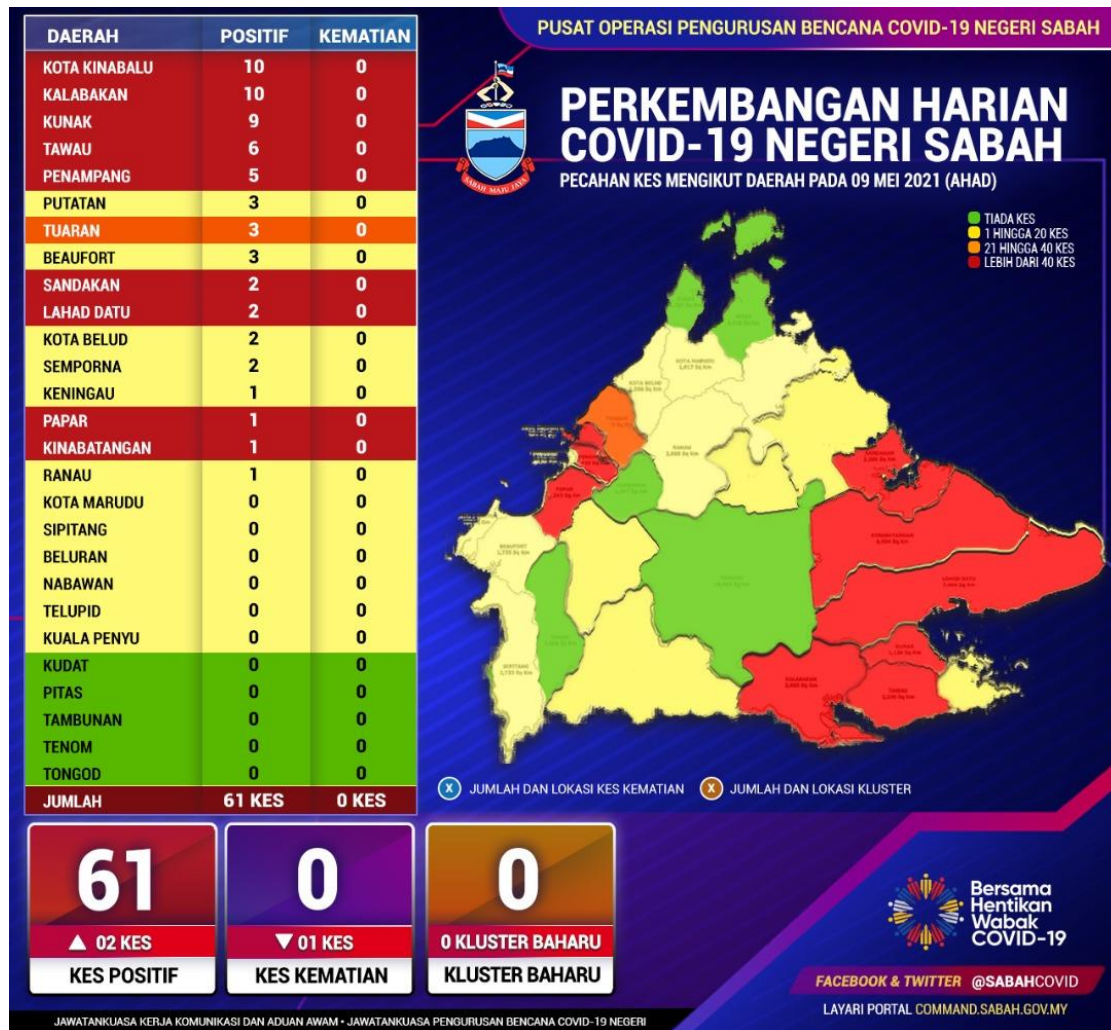 PUSAT OPERASI PENGURUSAN BENCANA COVID-19 NEGERI SABAH
PERKEMBANGAN HARIAN
COVID-19 NEGERI SABAH
PECAHAN KES MENGIKUT DAERAH PADA 09 MEI 2021 (AHAD)
SABAH MAJU JAYA
DAERAH POSITIF KEMATIAN
KOTA KINABALU 10 0
KALABAKAN 10 0
KUNAK 9 0
TAWAU 6 0
PENAMPANG 5 0
PUTATAN 3 0
TUARAN 3 0
BEAUFORT 3 0
SANDAKAN 2 0
LAHAD DATU 2 0
KOTA BELUD 2 0
SEMPORNA 2 0
KENINGAU 1 0
PAPAR 1 0
KINABATANGAN 1 0
RANAU 1 0
KOTA MARUDU 0 0
SIPITANG 0 0
BELURAN 0 0
NABAWAN 0 0
TELUPID 0 0
KUALA PENYU 0 0
KUDAT 0 0
PITAS 0 0
TAMBUNAN 0 0
TENOM 0 0
TONGOD 0 0
JUMLAH 61 KES 0 KES
TIADA KES
1 HINGGA 20 KES
21 HINGGA 40 KES
LEBIH DARI 40 KES
X JUMLAH DAN LOKASI KES KEMATIAN
X JUMLAH DAN LOKASI KLUSTER
61
▲ 02 KES
KES POSITIF
0
▼ 01 KES
KES KEMATIAN
0
0 KLUSTER BAHARU
KLUSTER BAHARU
Bersama
Hentikan
Wabak
COVID-19
FACEBOOK & TWITTER @SABAHCOVID
LAYARI PORTAL COMMAND.SABAH.GOV.MY
JAWATANKUASA KERJA KOMUNIKASI DAN ADUAN AWAM • JAWATANKUASA PENGURUSAN BENCANA COVID-19 NEGERI